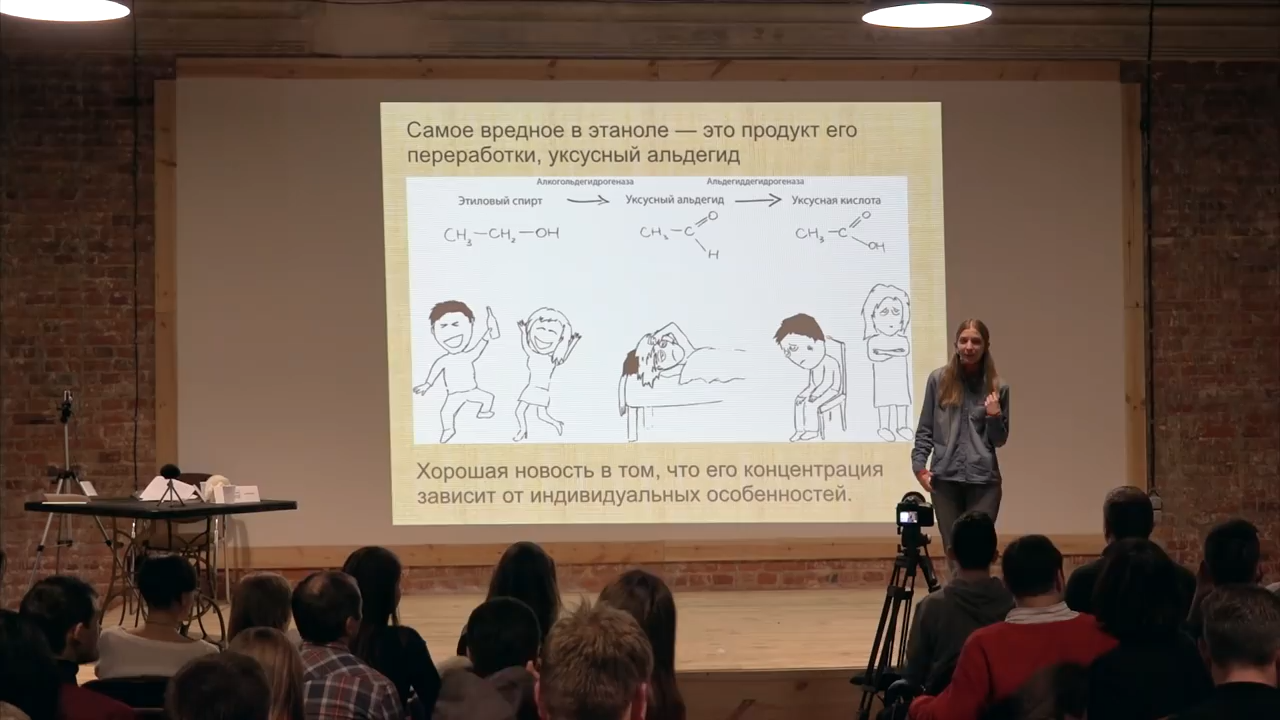 Самое вредное в этаноле — это продукт его
переработки, уксусный альдегид
Алкогольдегидрогеназа Альдегиддегидрогеназа
Этиловый спирт Уксусный альдегид Уксусная кислота
CH₃—CH₂—OH CH₃—C O H CH₃—C O OH
Хорошая новость в том, что его концентрация
зависит от индивидуальных особенностей.